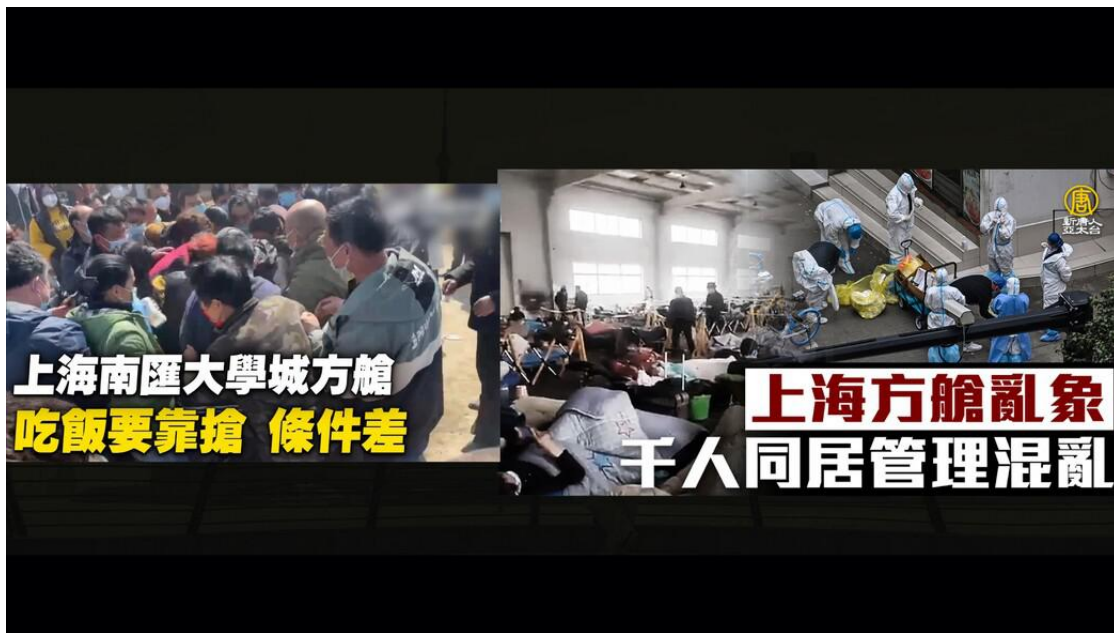 上海南匯大學城方艙
吃飯要靠搶 條件差
唐
新唐人
亞太台
上海方艙亂象
千人同居管理混亂